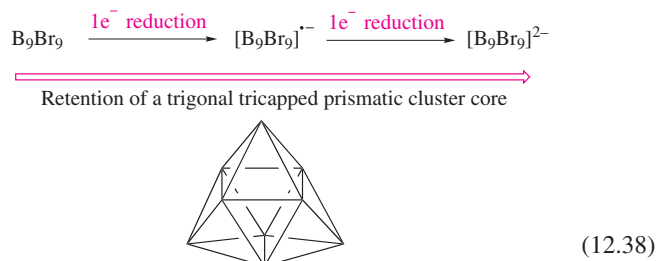 1e⁻ reduction 1e⁻ reduction
B₉Br₉ [B₉Br₉]•⁻ [B₉Br₉]²⁻
Retention of a trigonal tricapped prismatic cluster core
(12.38)